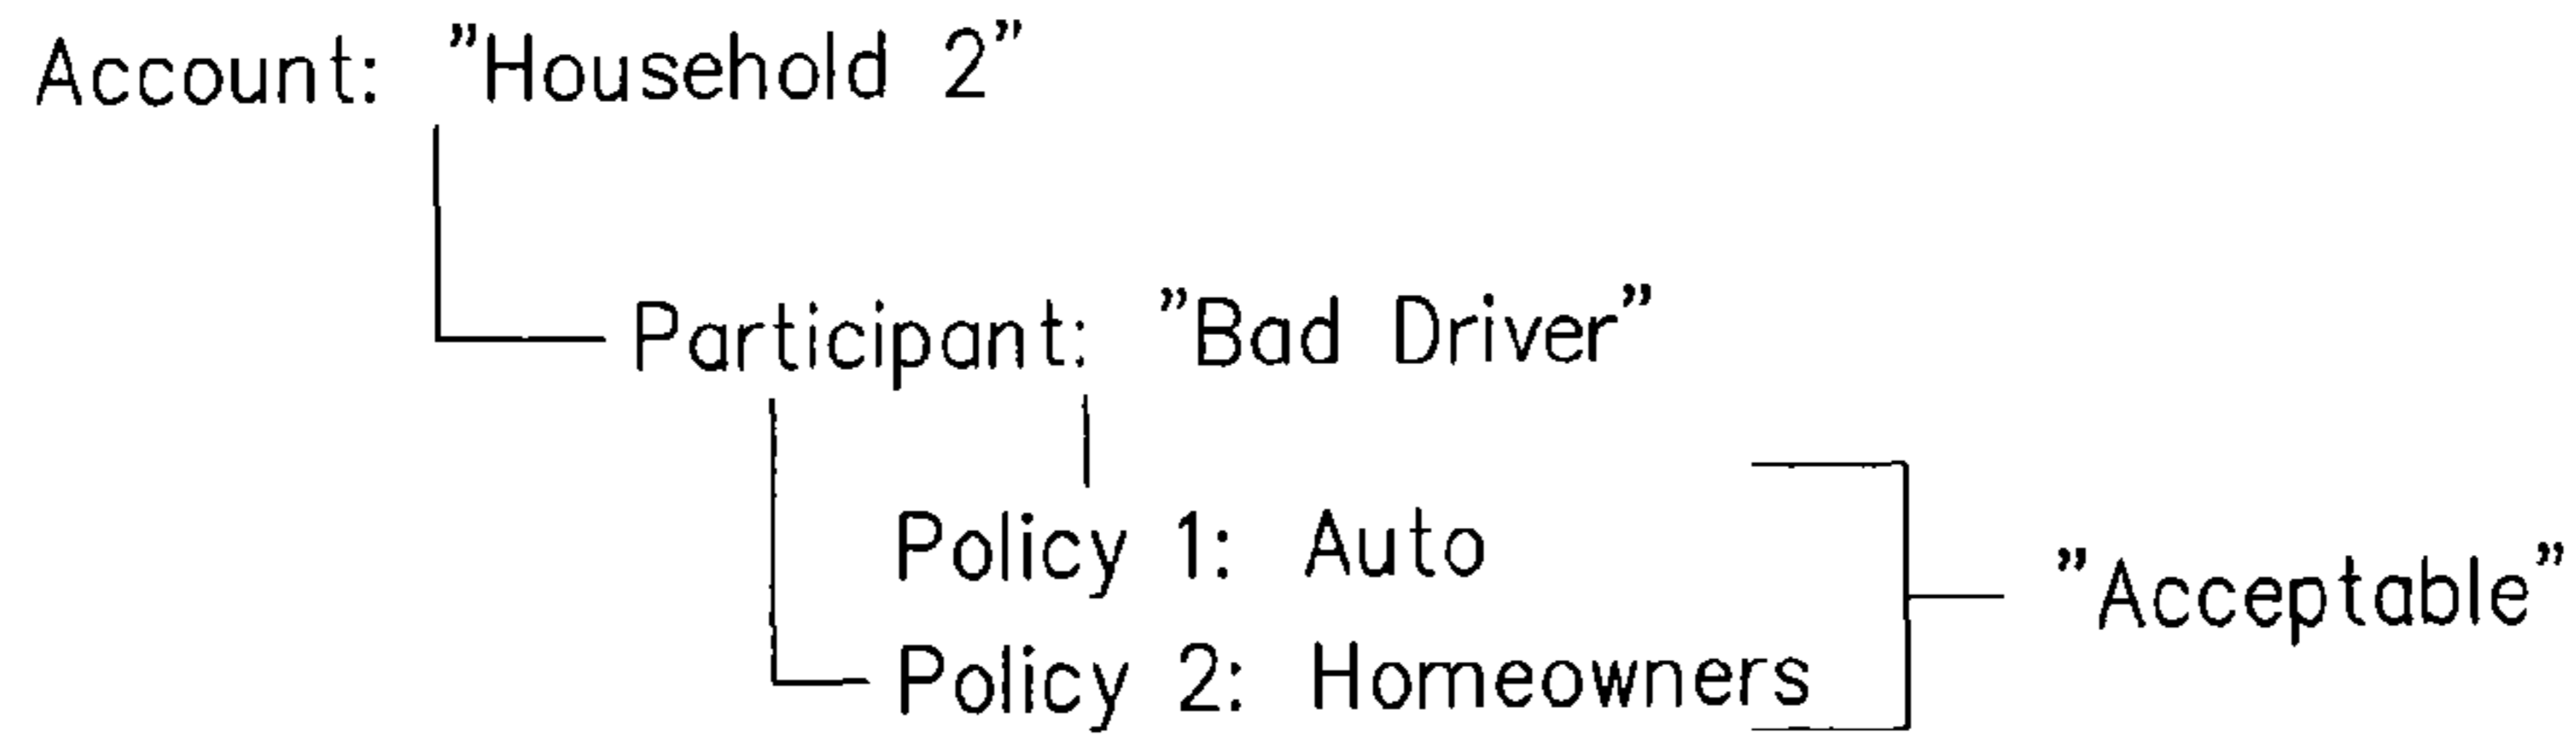 Account: "Household 2"
Participant: "Bad Driver"
Policy 1: Auto
Policy 2: Homeowners
"Acceptable"